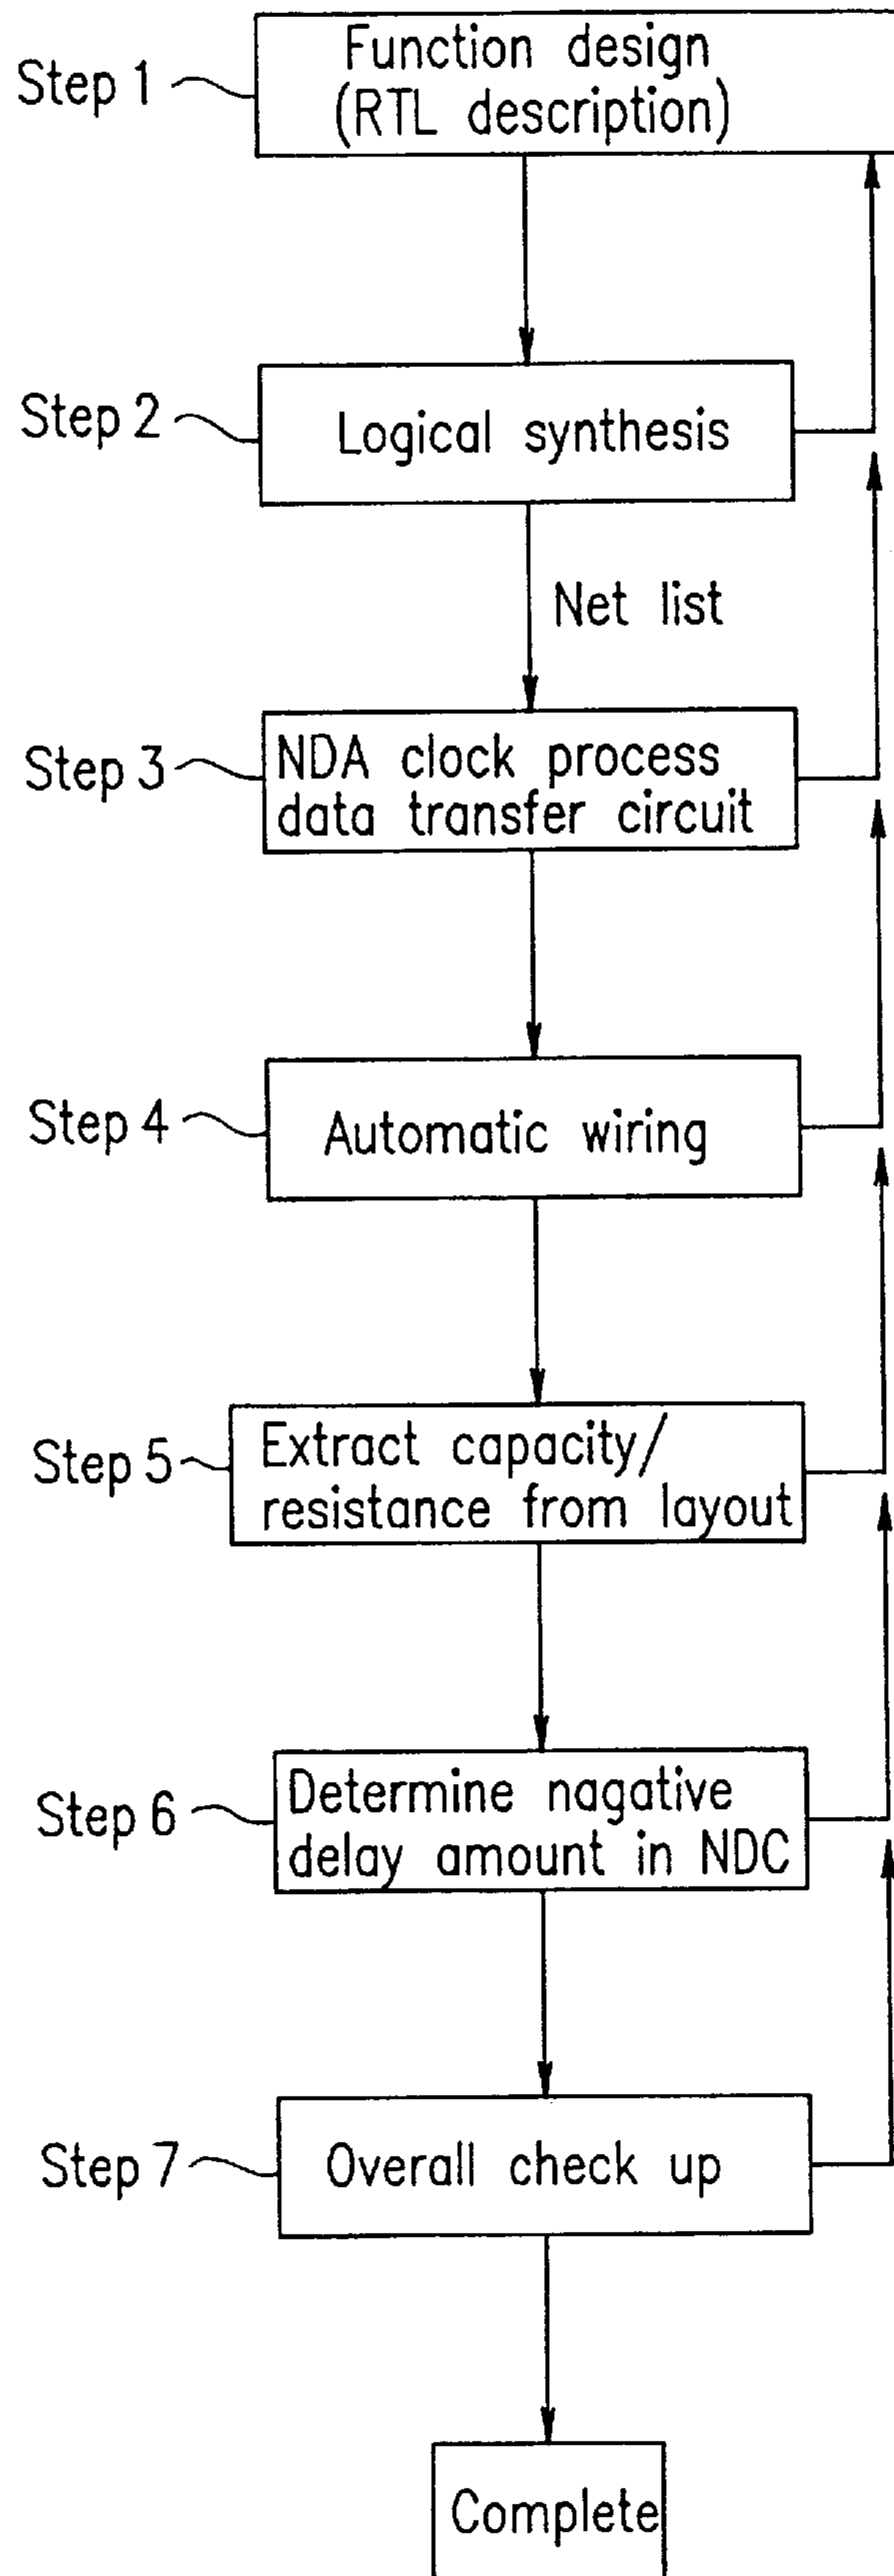 Function design
Step 1
(RTL description)
Step 2
Logical synthesis
Net list
Step 3
NDA clock process
data transfer circuit
Step 4
Automatic wiring
Step 5
Extract capacity/
resistance from layout
Step 6
Determine nagative
delay amount in NDC
Step 7
Overall check up
Complete